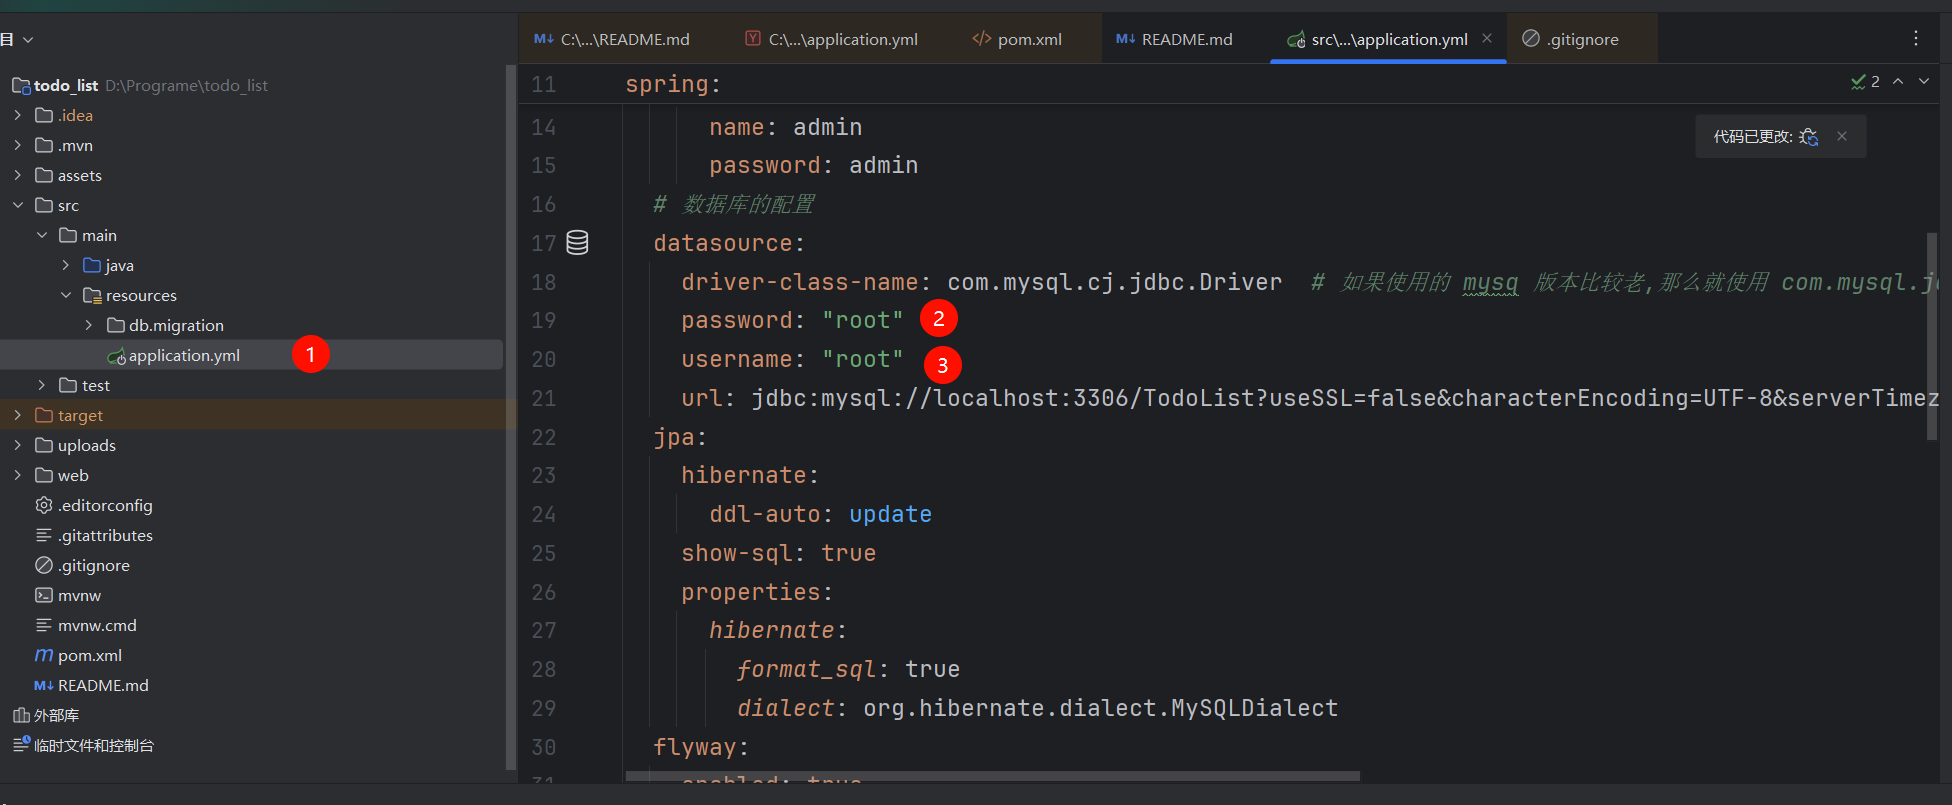 目
todo_list D:\Programe\todo_list
.idea
.mvn
assets
src
main
java
resources
db.migration
application.yml 1
test
target
uploads
web
.editorconfig
.gitattributes
.gitignore
mvnw
mvnw.cmd
pom.xml
README.md
外部库
临时文件和控制台
C:\...\README.md C:\...\application.yml pom.xml README.md src\...\application.yml .gitignore
11 spring:
2
代码已更改:
14 name: admin
15 password: admin
16 # 数据库的配置
17 datasource:
18 driver-class-name: com.mysql.cj.jdbc.Driver # 如果使用的 mysq 版本比较老,那么就使用 com.mysql.j
19 password: "root" 2
20 username: "root" 3
21 url: jdbc:mysql://localhost:3306/TodoList?useSSL=false&characterEncoding=UTF-8&serverTimez
22 jpa:
23 hibernate:
24 ddl-auto: update
25 show-sql: true
26 properties:
27 hibernate:
28 format_sql: true
29 dialect: org.hibernate.dialect.MySQLDialect
30 flyway:
31 enabled: true